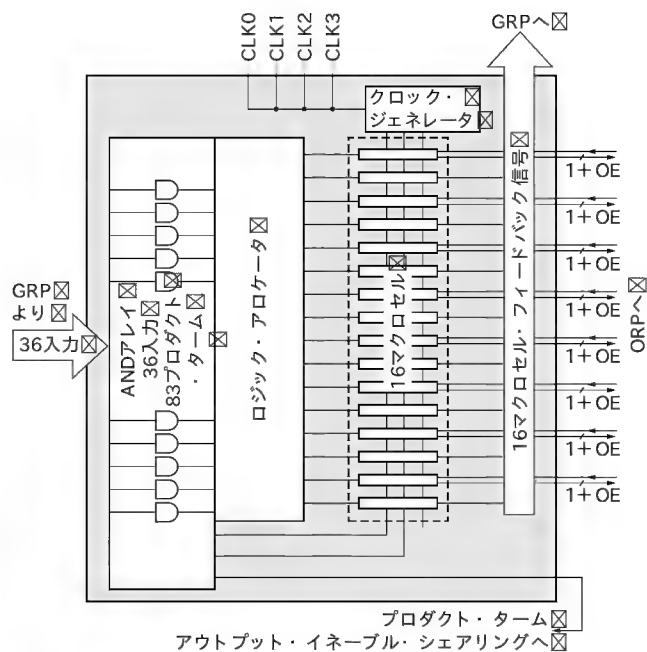 GRPへ
CLK0
CLK1
CLK2
CLK3
クロック・
ジェネレータ
1+OE
1+OE
1+OE
1+OE
1+OE
1+OE
1+OE
1+OE
GRP
より
36入力
ANDアレイ
36入力
83プロダクト
・ターム
ロジック・アロケータ
16マクロセル
16マクロセル・フィードバック信号
ORPへ
プロダクト・ターム
アウトプット・イネーブル・シェアリングへ